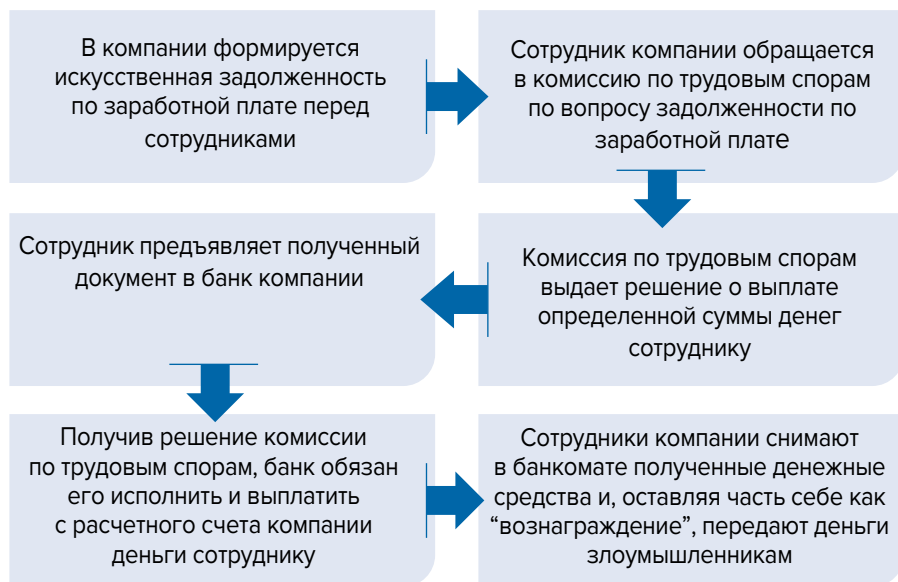 В компании формируется
искусственная задолженность
по заработной плате перед
сотрудниками
Сотрудник компании обращается
в комиссию по трудовым спорам
по вопросу задолженности по
заработной плате
Комиссия по трудовым спорам
выдает решение о выплате
определенной суммы денег
сотруднику
Сотрудник предъявляет полученный
документ в банк компании
Получив решение комиссии
по трудовым спорам, банк обязан
его исполнить и выплатить
с расчетного счета компании
деньги сотруднику
Сотрудники компании снимают
в банкомате полученные денежные
средства и, оставляя часть себе как
“вознаграждение”, передают деньги
злоумышленникам